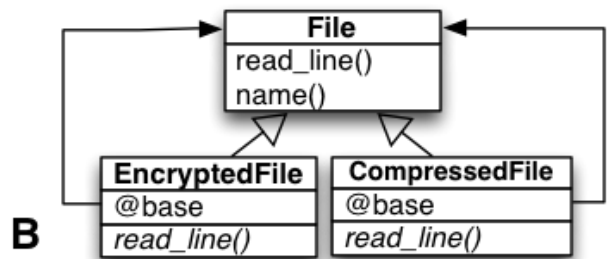 File
read_line()
name()
EncryptedFile
@base
read_line()
CompressedFile
@base
read_line()
B